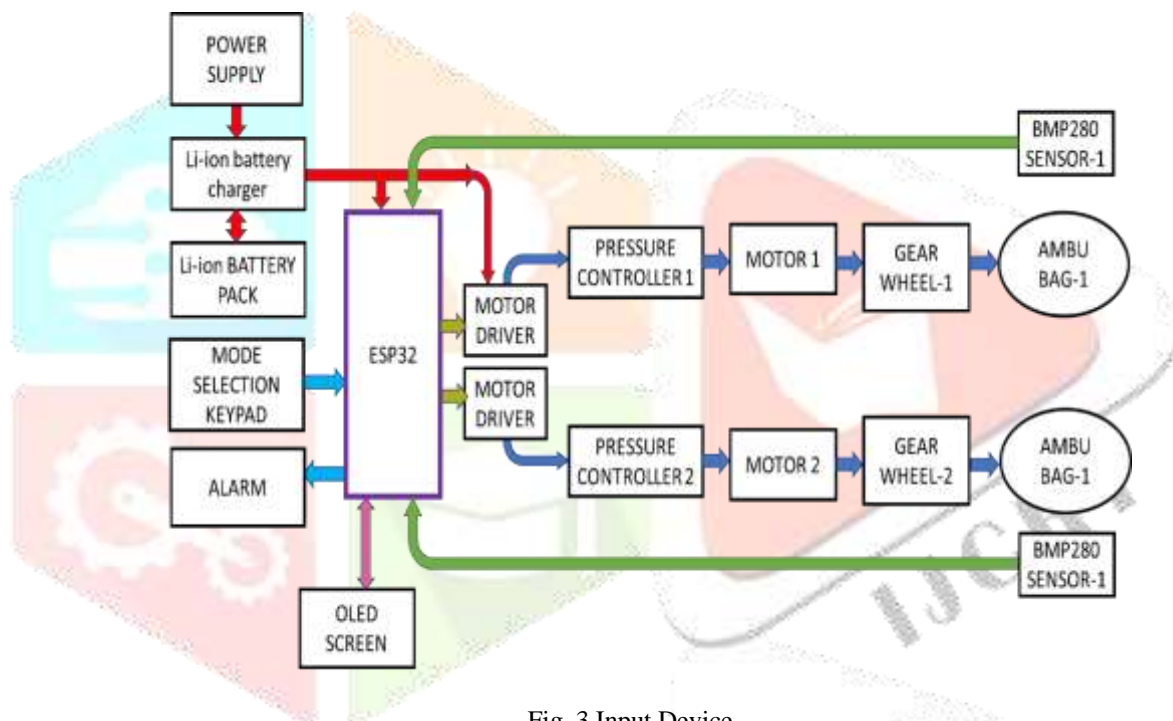 POWER
SUPPLY
Li-ion battery
charger
Li-ion BATTERY
PACK
MODE
SELECTION
KEYPAD
ALARM
ESP32
OLED
SCREEN
MOTOR
DRIVER
MOTOR
DRIVER
PRESSURE
CONTROLLER 1
MOTOR 1
GEAR
WHEEL-1
AMBU
BAG-1
BMP280
SENSOR-1
PRESSURE
CONTROLLER 2
MOTOR 2
GEAR
WHEEL-2
AMBU
BAG-1
BMP280
SENSOR-1
IJCRT
Fig. 3 Input Device